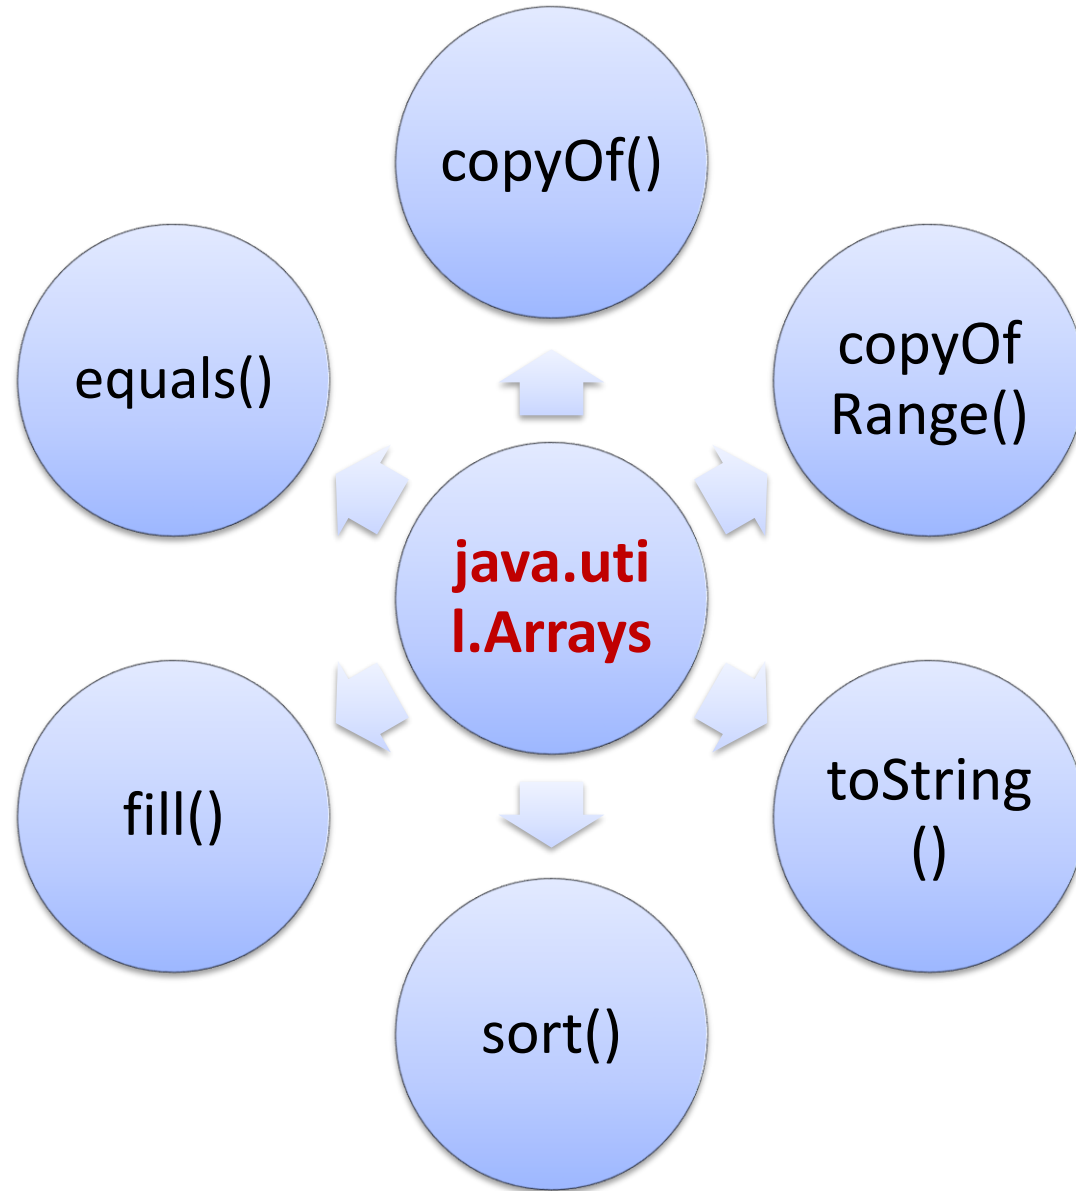 copyOf()
equals()
copyOf
Range()
java.uti
l.Arrays
fill()
toString
()
sort()